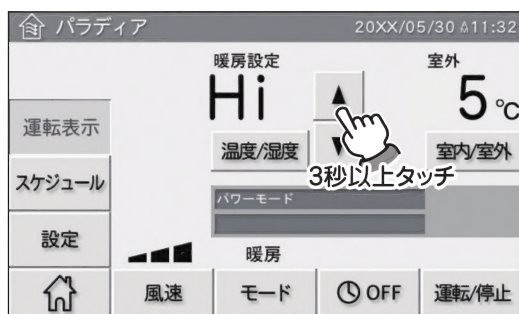 パラディア 20XX/05/30 11:32
暖房設定 室外
Hi ▲ 5℃
運転表示
温度/湿度 ▼ 室内/室外
3秒以上タッチ
スケジュール
パワーモード
設定
暖房
風速 モード OFF 運転/停止